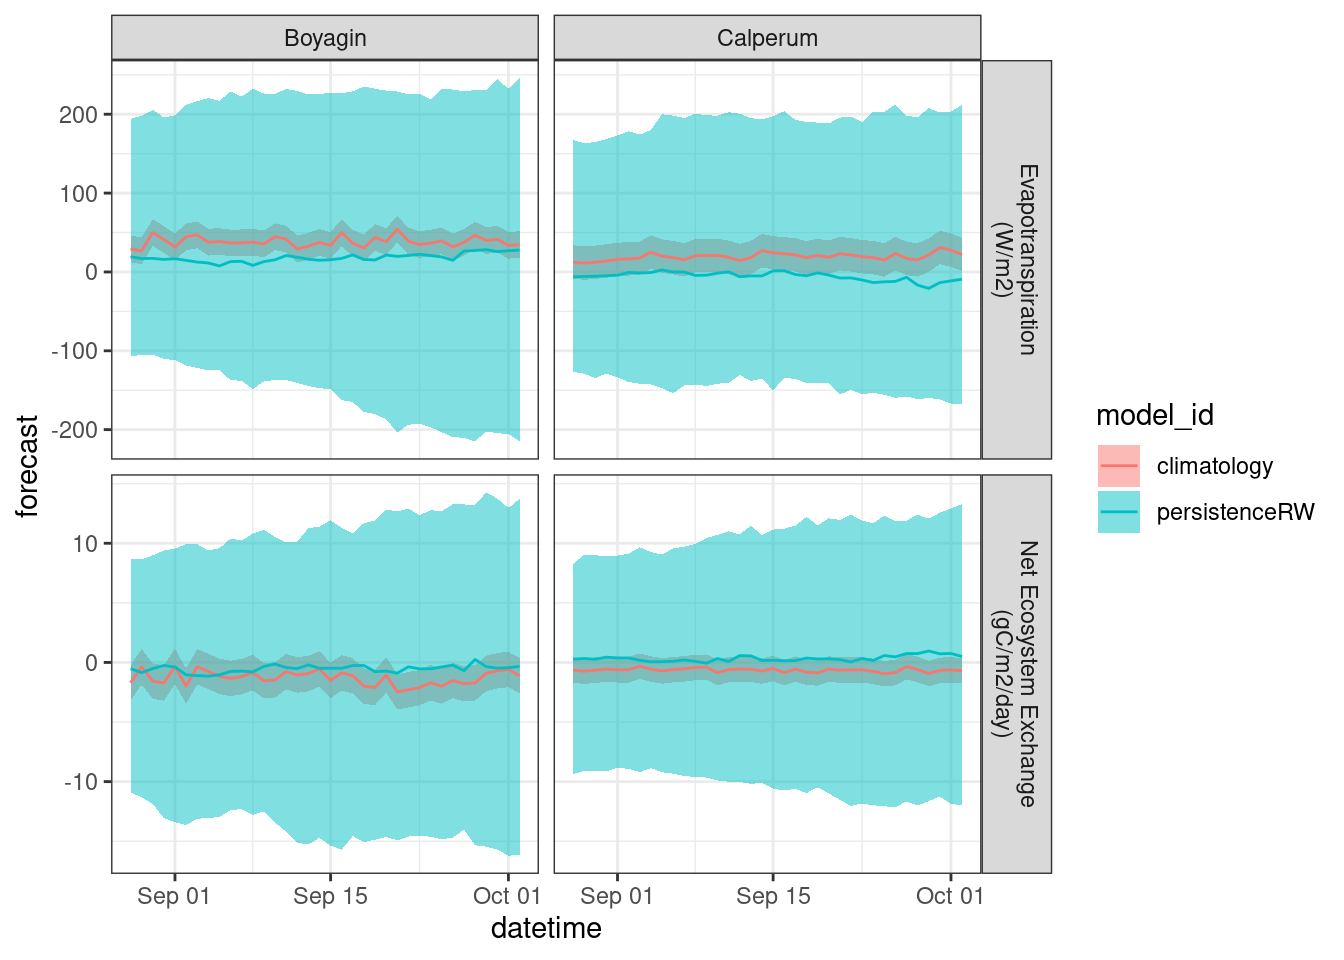 Boyagin
Calperum
200
100
0
-100
-200
Evapotranspiration
(W/m2)
10
0
-10
Net Ecosystem Exchange
(gC/m2/day)
forecast
Sep 01
Sep 15
Oct 01
Sep 01
Sep 15
Oct 01
datetime
model_id
climatology
persistenceRW